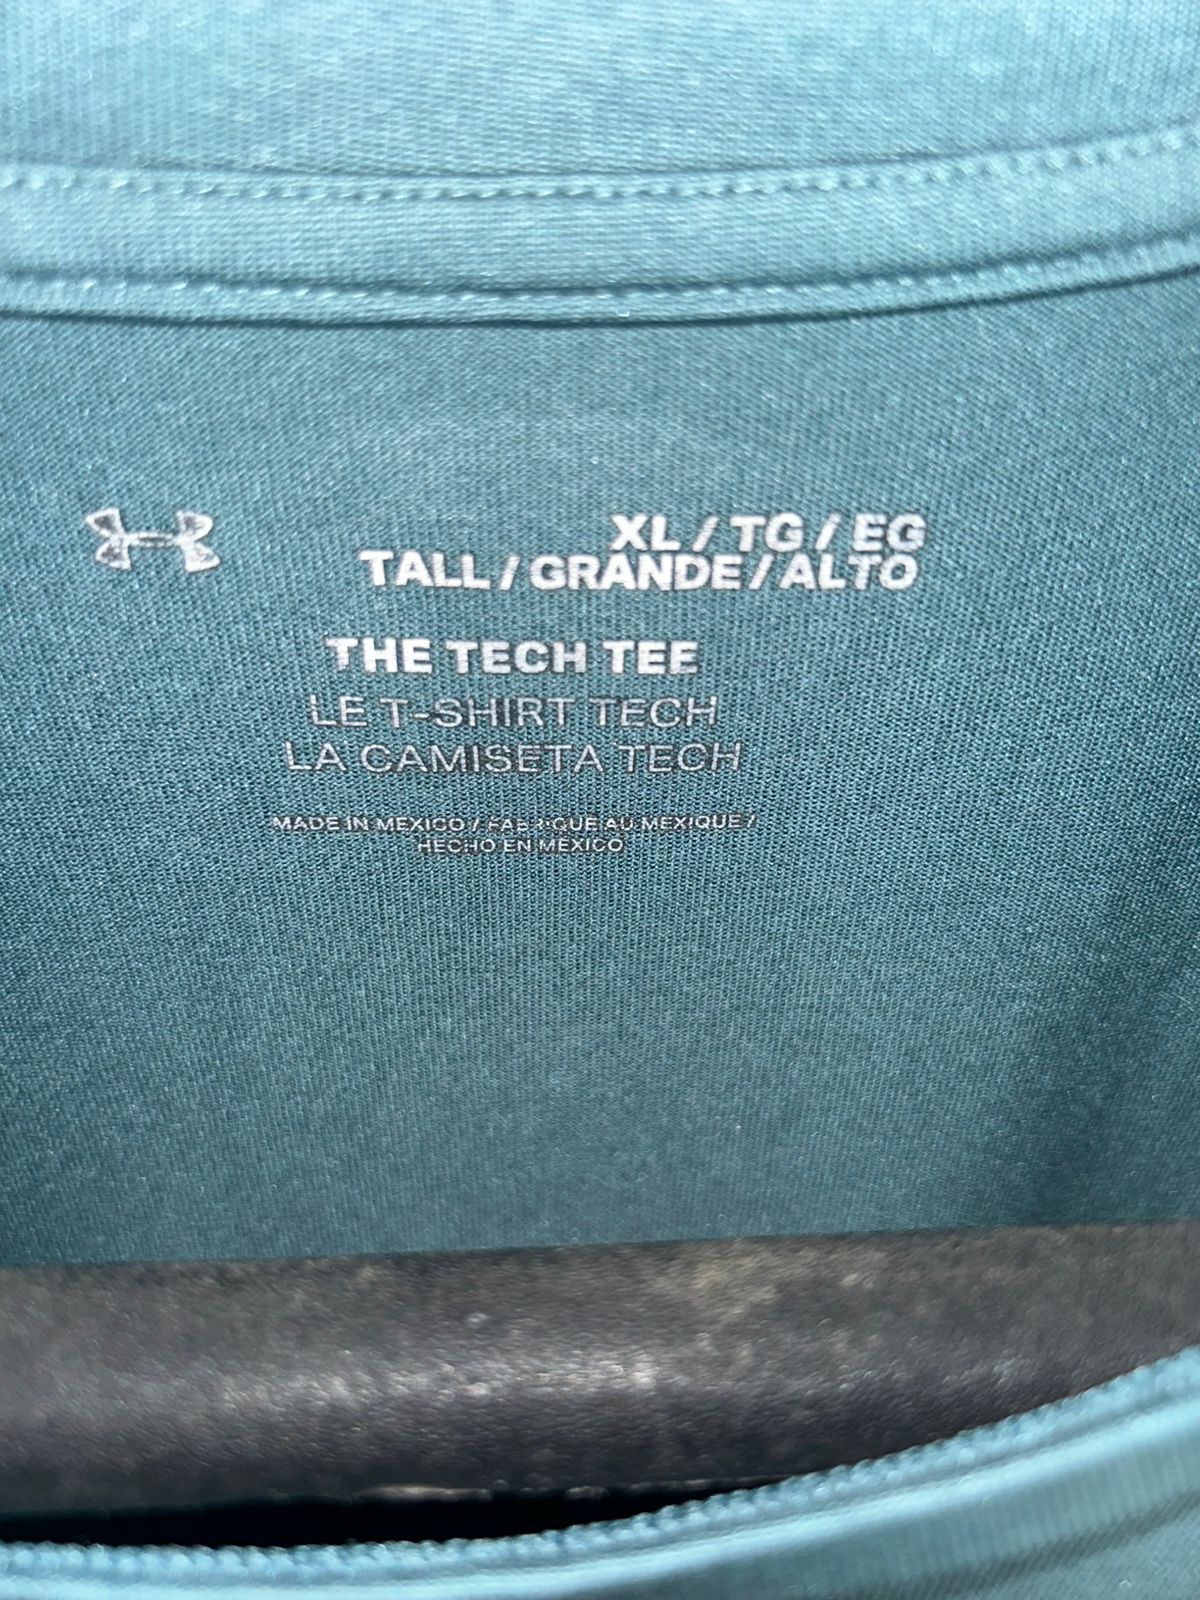 XL / TG / EG
TALL / GRANDE / ALTO
THE TECH TEE
LE T-SHIRT TECH
LA CAMISETA TECH
MADE IN MEXICO / FABRIQUÉ AU MEXIQUE /
HECHO EN MÉXICO